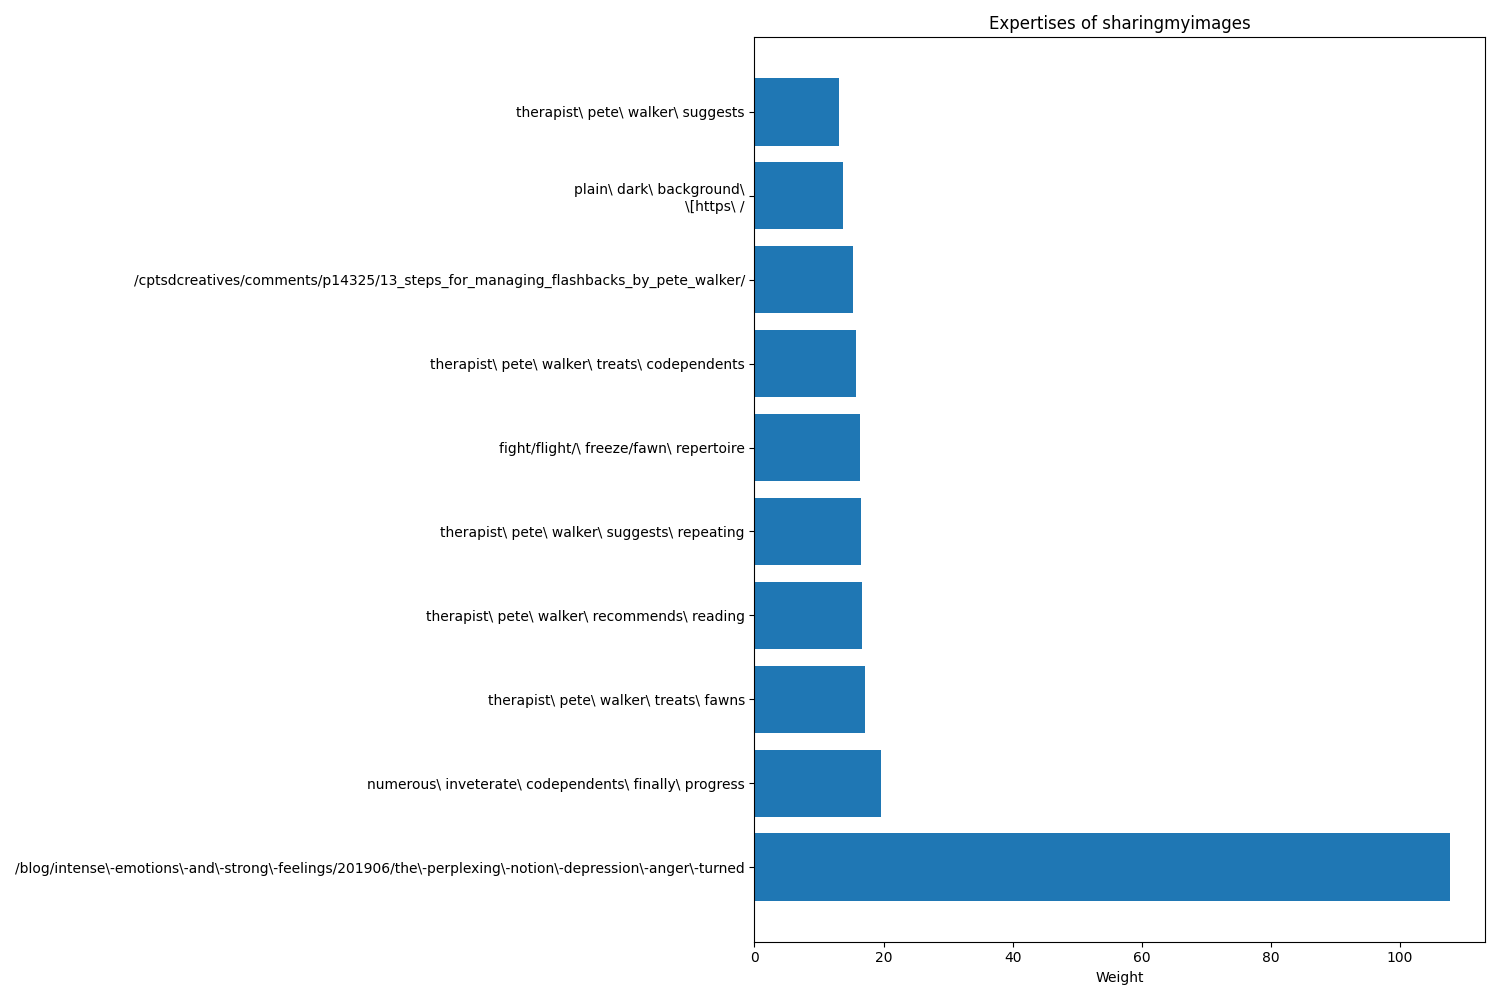 Expertises of sharingmyimages
therapist\ pete\ walker\ suggests
plain\ dark\ background\
\[https\ /
/cptsdcreatives/comments/p14325/13_steps_for_managing_flashbacks_by_pete_walker/
therapist\ pete\ walker\ treats\ codependents
fight/flight/\ freeze/fawn\ repertoire
therapist\ pete\ walker\ suggests\ repeating
therapist\ pete\ walker\ recommends\ reading
therapist\ pete\ walker\ treats\ fawns
numerous\ inveterate\ codependents\ finally\ progress
/blog/intense\-emotions\-and\-strong\-feelings/201906/the\-perplexing\-notion\-depression\-anger\-turned
0 20 40 60 80 100
Weight